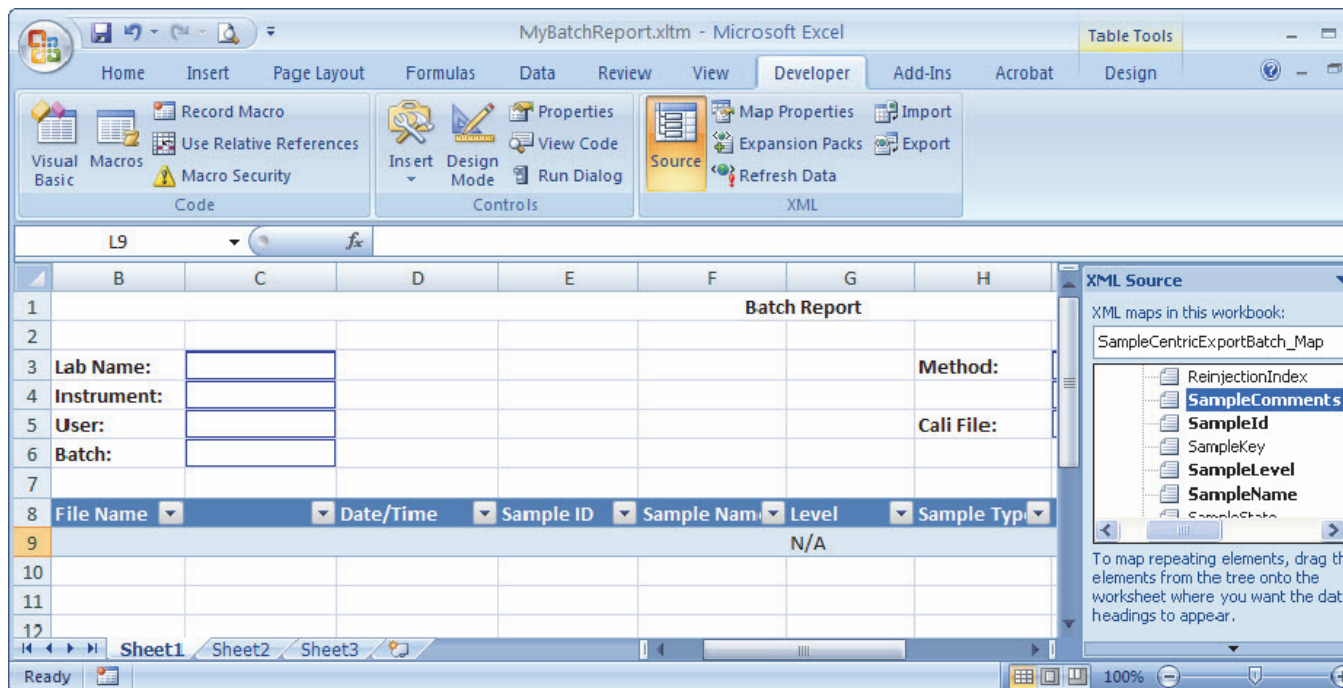 MyBatchReport.xltm - Microsoft Excel
Table Tools
Home Insert Page Layout Formulas Data Review View Developer Add-Ins Acrobat Design
Visual Basic
Macros
Record Macro
Use Relative References
Macro Security
Code
Insert
Design Mode
Properties
View Code
Run Dialog
Controls
Source
Map Properties
Expansion Packs
Refresh Data
Import
Export
XML
L9
fx
B C D E F G H
1 Batch Report
2
3 Lab Name: Method:
4 Instrument:
5 User: Cali File:
6 Batch:
7
8 File Name Date/Time Sample ID Sample Level Sample
9 N/A
10
11
12
Sheet1 Sheet2 Sheet3
XML Source
XML maps in this workbook:
SampleCentricExportBatch_Map
ReinjectionIndex
SampleComments
SampleId
SampleKey
SampleLevel
SampleName
To map repeating elements, drag
elements from the tree onto the
worksheet where you want the
headings to appear.
Ready
100%